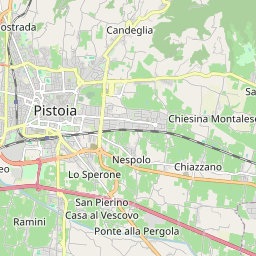 ostrada
Candeglia
Sa
Pistoia
Chiesina Montalese
Nespolo
Chiazzano
eo
Lo Sperone
San Pierino
Casa al Vescovo
Ramini
Ponte alla Pergola